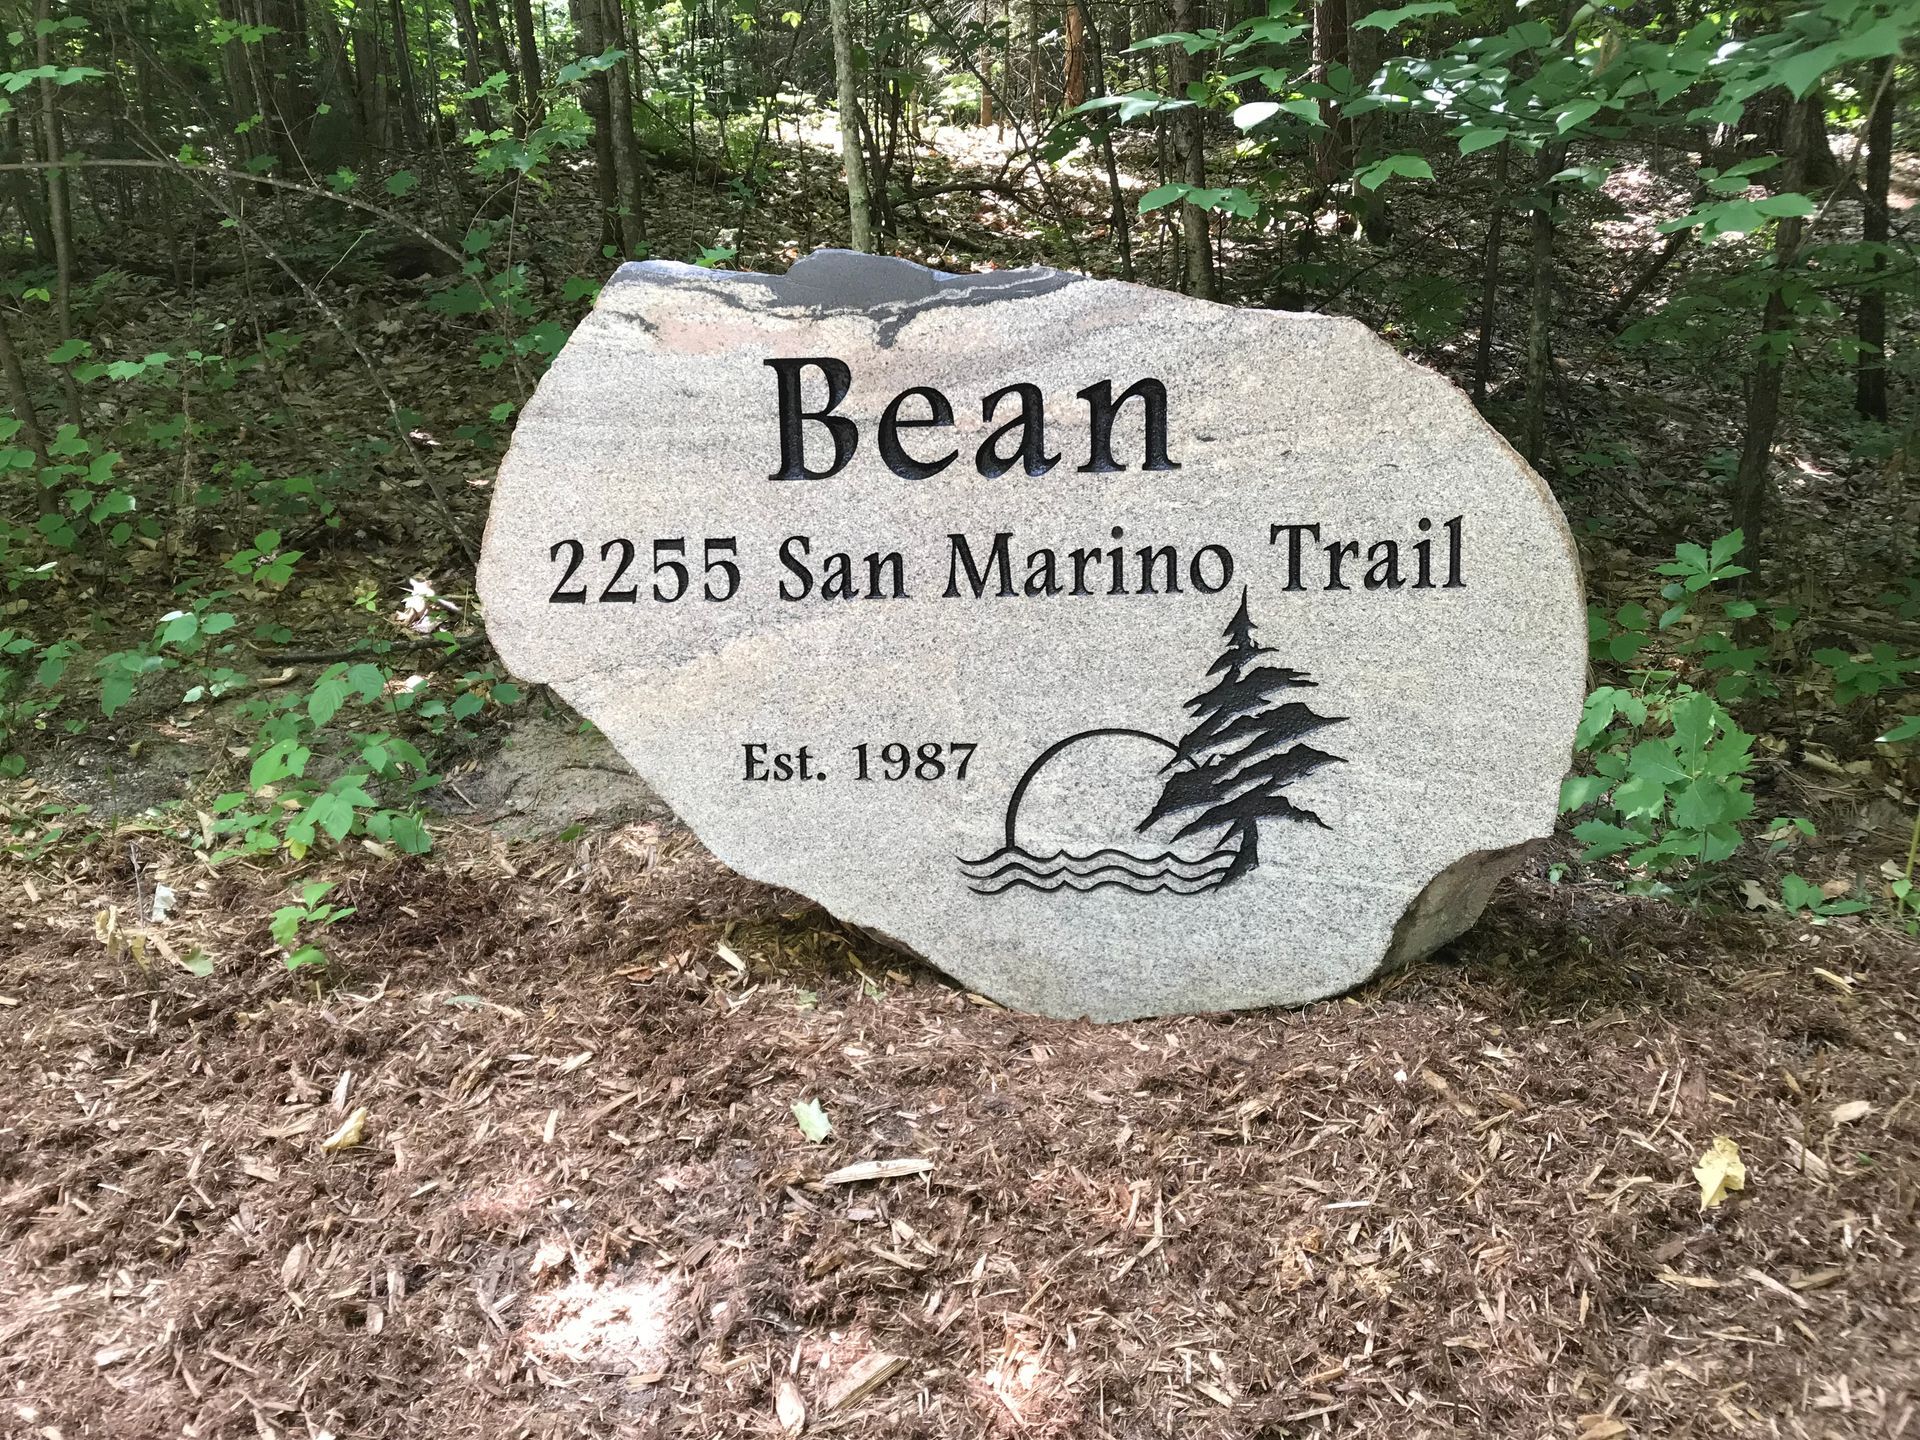 Bean
2255 San Marino Trail
Est. 1987